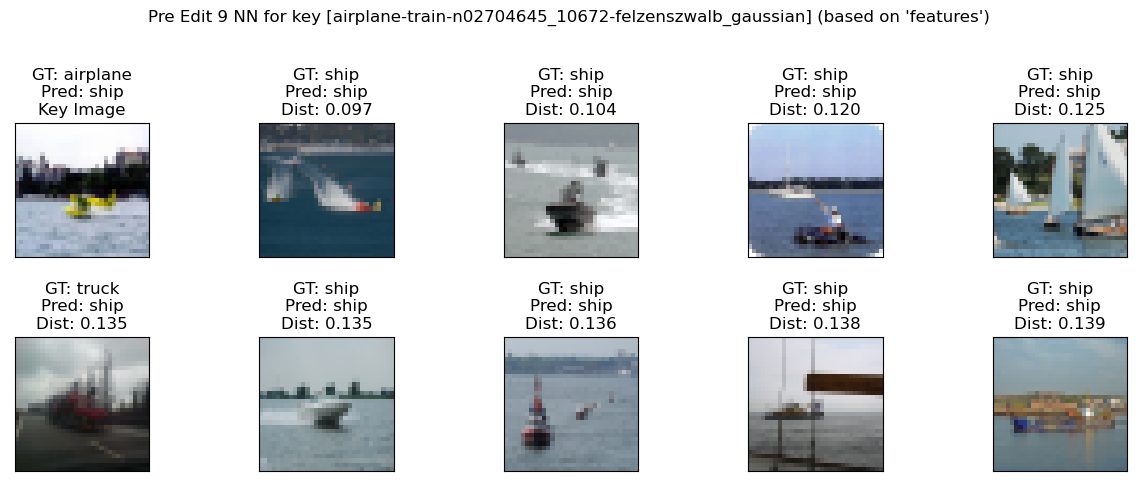 Pre Edit 9 NN for key [airplane-train-n02704645_10672-felzenszwalb_gaussian] (based on 'features')
GT: airplane
Pred: ship
Key Image
GT: ship
Pred: ship
Dist: 0.097
GT: ship
Pred: ship
Dist: 0.104
GT: ship
Pred: ship
Dist: 0.120
GT: ship
Pred: ship
Dist: 0.125
GT: truck
Pred: ship
Dist: 0.135
GT: ship
Pred: ship
Dist: 0.135
GT: ship
Pred: ship
Dist: 0.136
GT: ship
Pred: ship
Dist: 0.138
GT: ship
Pred: ship
Dist: 0.139